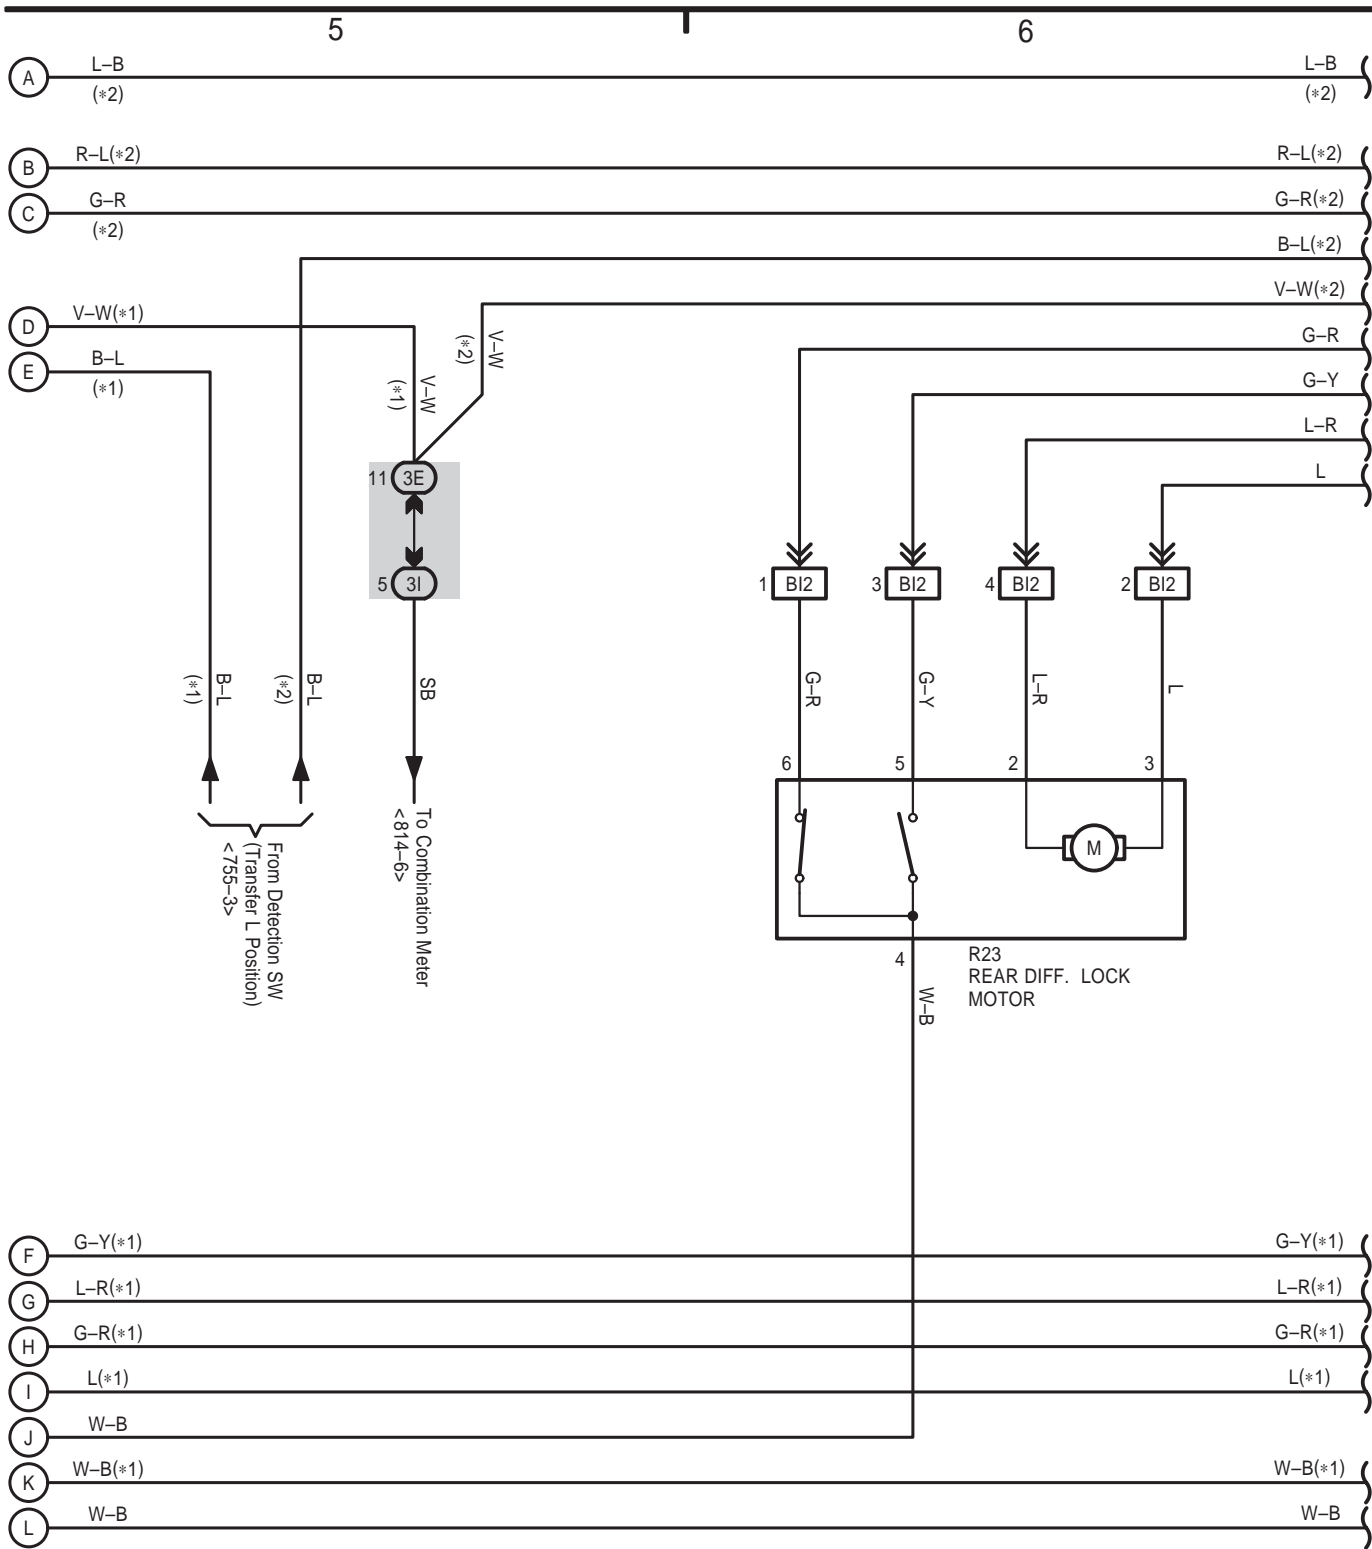 5
6
A
L–B
(*2)
L–B
(*2)
B
R–L(*2)
R–L(*2)
C
G–R
(*2)
G–R(*2)
B–L(*2)
V–W(*2)
D
V–W(*1)
E
B–L
(*1)
V–W
(*1)
V–W
(*2)
G–R
G–Y
L–R
L
11
3E
5
3I
1
BI2
3
BI2
4
BI2
2
BI2
B–L
(*1)
B–L
(*2)
SB
G–R
G–Y
L–R
L
6
5
2
3
M
From Detection SW
(Transfer L Position)
<755–3>
To Combination Meter
<814–6>
4
W–B
R23
REAR DIFF. LOCK
MOTOR
F
G–Y(*1)
G–Y(*1)
G
L–R(*1)
L–R(*1)
H
G–R(*1)
G–R(*1)
I
L(*1)
L(*1)
J
W–B
K
W–B(*1)
W–B(*1)
L
W–B
W–B